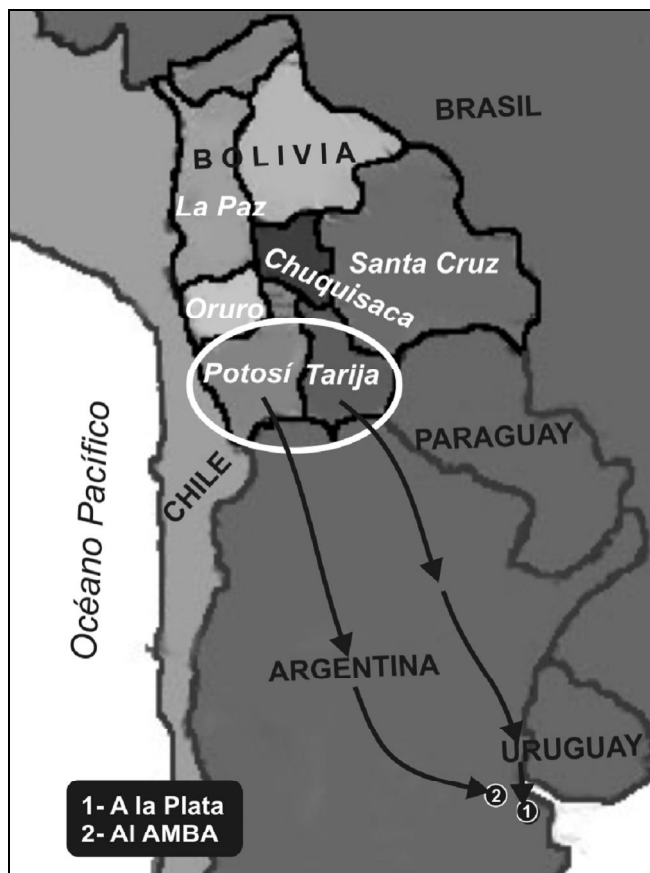 BRASIL
BOLIVIA
La Paz
Santa Cruz
Chuquisaca
Oruro
Potosí
Tarija
PARAGUAY
CHILE
Océano Pacífico
ARGENTINA
URUGUAY
2
1
1- A la Plata
2- Al AMBA